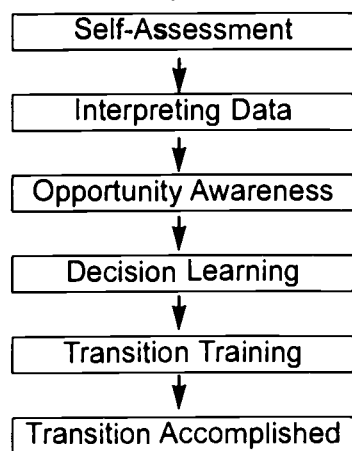 Self-Assessment
Interpreting Data
Opportunity Awareness
Decision Learning
Transition Training
Transition Accomplished